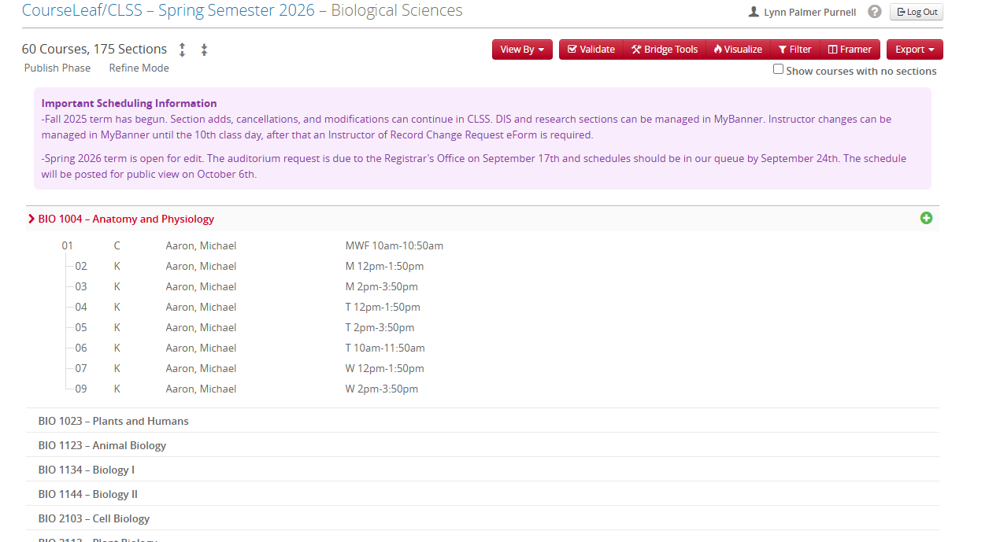 CourseLeaf/CLSS – Spring Semester 2026 – Biological Sciences
Lynn Palmer Purnell ? Log Out
60 Courses, 175 Sections
View By Validate Bridge Tools Visualize Filter Framer Export
Publish Phase Refine Mode
Show courses with no sections
Important Scheduling Information
-Fall 2025 term has begun. Section adds, cancellations, and modifications can continue in CLSS. DIS and research sections can be managed in MyBanner. Instructor changes can be
managed in MyBanner until the 10th class day, after that an Instructor of Record Change Request eForm is required.
-Spring 2026 term is open for edit. The auditorium request is due to the Registrar's Office on September 17th and schedules should be in our queue by September 24th. The schedule
will be posted for public view on October 6th.
BIO 1004 – Anatomy and Physiology
01 C Aaron, Michael MWF 10am-10:50am
02 K Aaron, Michael M 12pm-1:50pm
03 K Aaron, Michael M 2pm-3:50pm
04 K Aaron, Michael T 12pm-1:50pm
05 K Aaron, Michael T 2pm-3:50pm
06 K Aaron, Michael T 10am-11:50am
07 K Aaron, Michael W 12pm-1:50pm
09 K Aaron, Michael W 2pm-3:50pm
BIO 1023 – Plants and Humans
BIO 1123 – Animal Biology
BIO 1134 – Biology I
BIO 1144 – Biology II
BIO 2103 – Cell Biology
BIO 2113 – Plant Biology